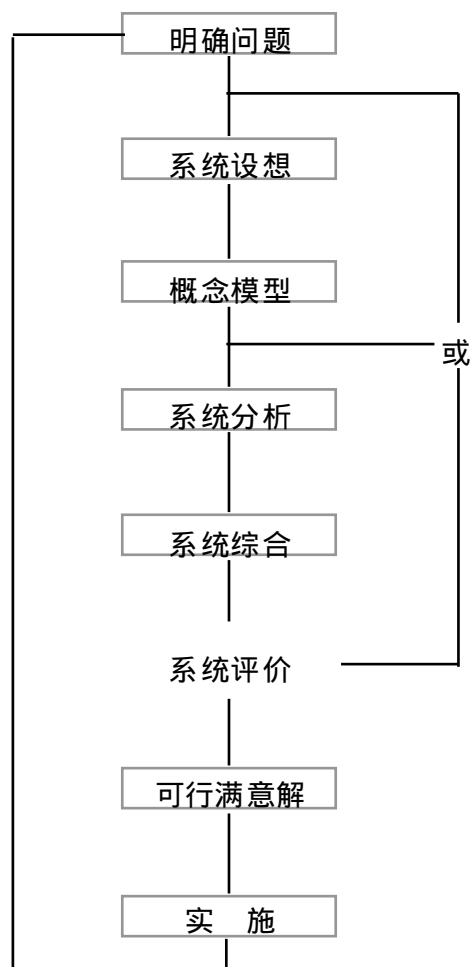 明确问题
系统设想
概念模型
或
系统分析
系统综合
系统评价
可行满意解
实 施